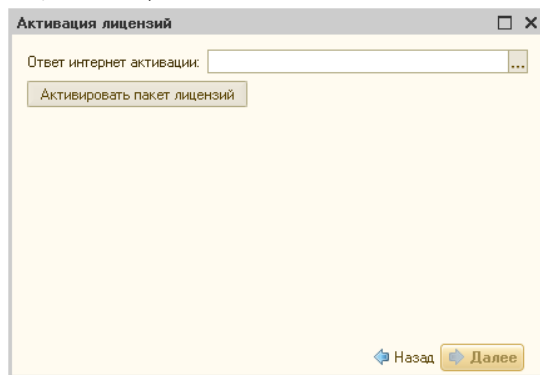 Активация лицензий
Ответ интернет активации:
...
Активировать пакет лицензий
Назад Далее